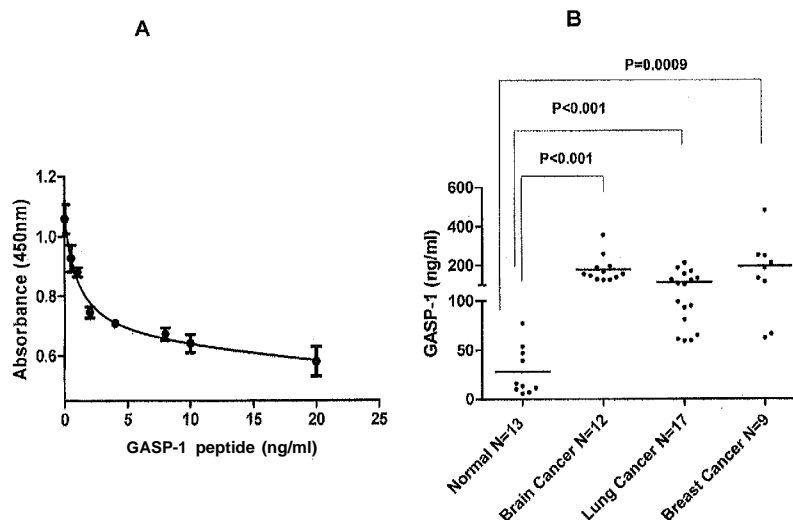 A
B
P=0.0009
P<0.001
P<0.001
1.2
1.0
0.8
0.6
0
5
10
15
20
25
Absorbance (450nm)
GASP-1 peptide (ng/ml)
600
400
200
100
50
0
GASP-1 (ng/ml)
Normal N=13
Brain Cancer N=12
Lung Cancer N=17
Breast Cancer N=9